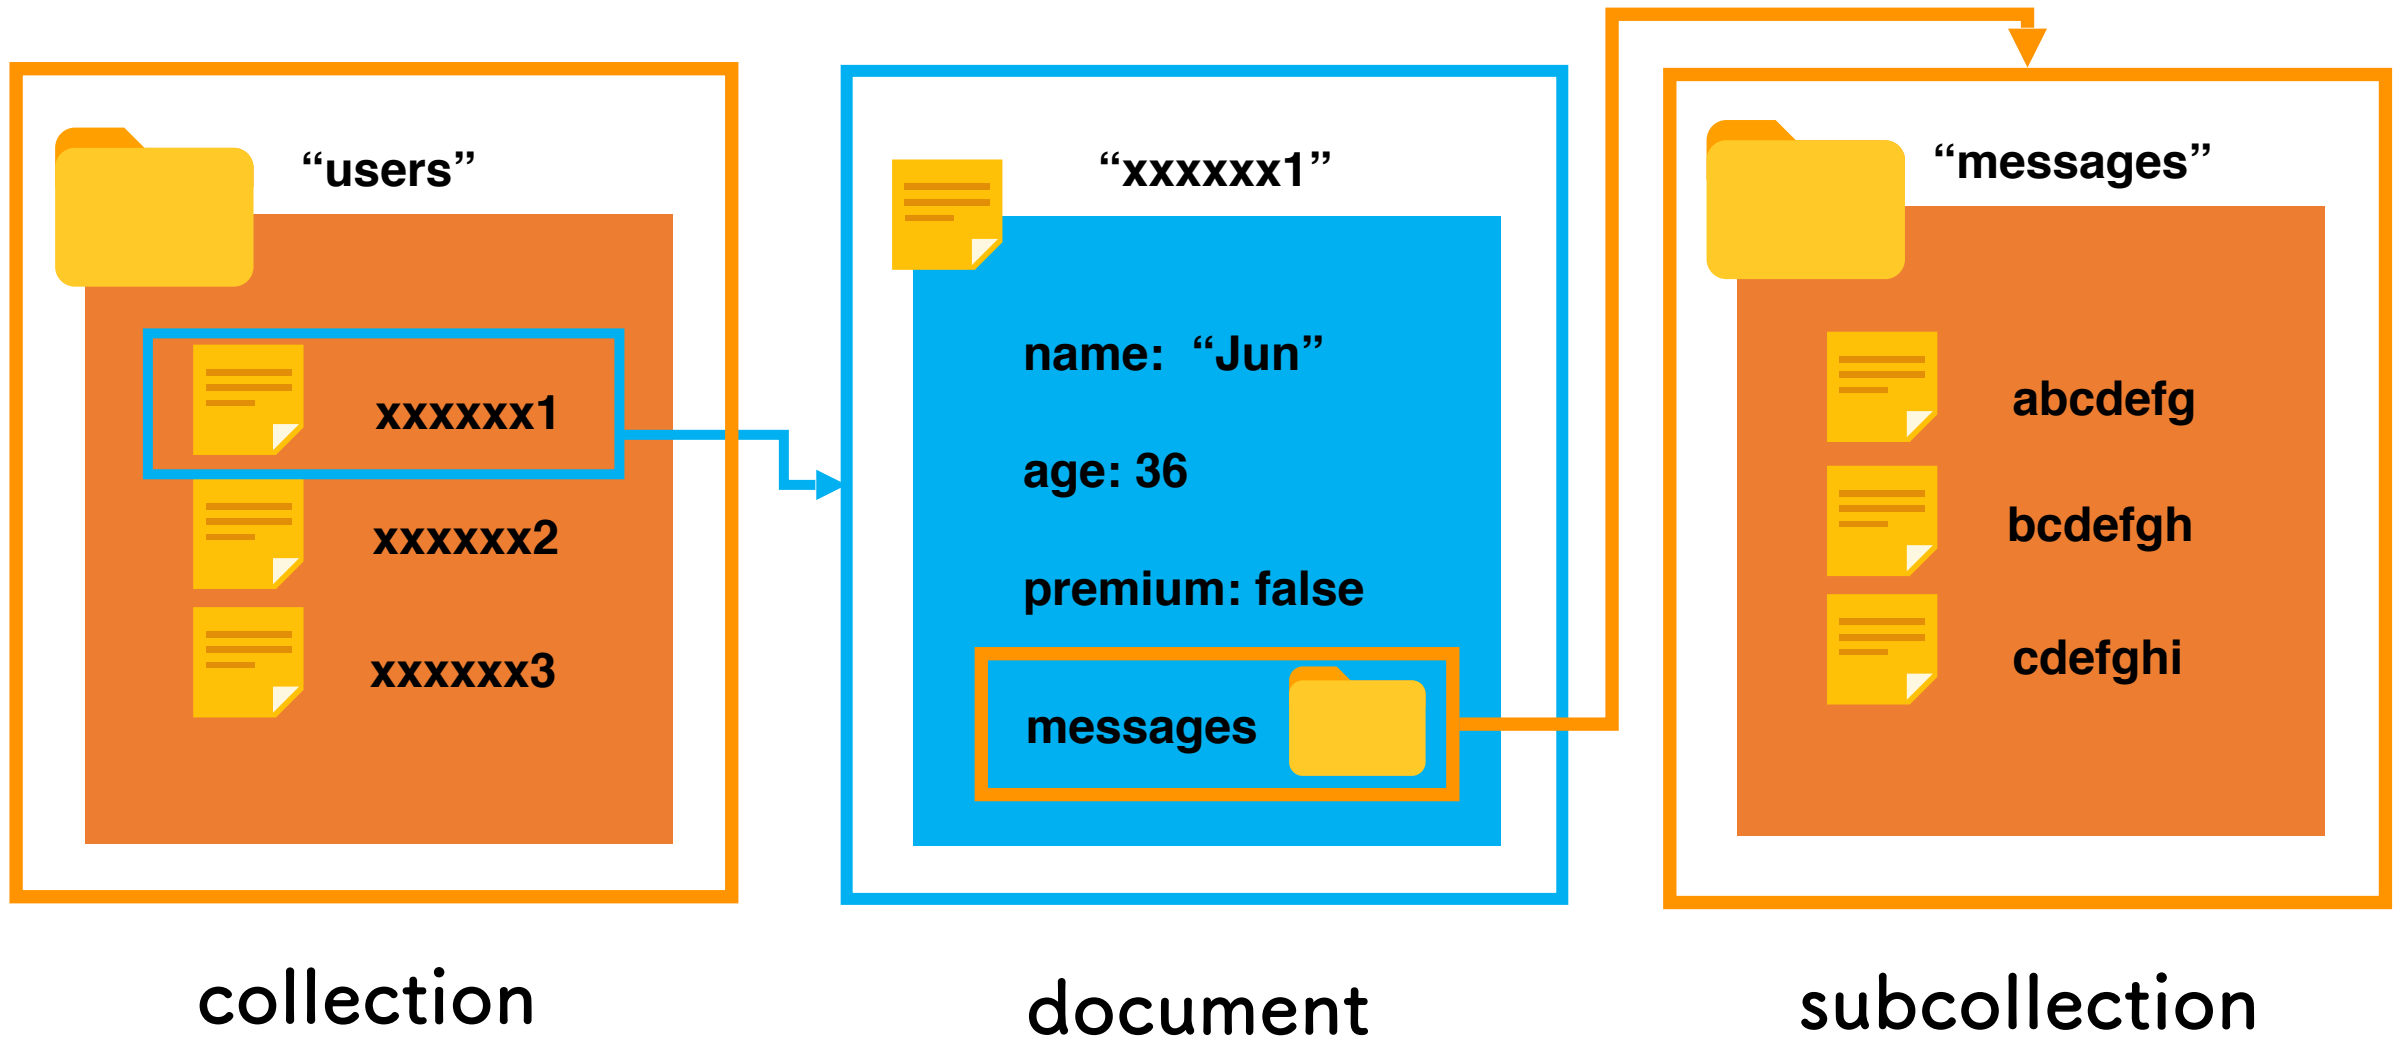 “users”
xxxxxx1
xxxxxx2
xxxxxx3
collection
“xxxxxx1”
name: “Jun”
age: 36
premium: false
messages
document
“messages”
abcdefg
bcdefgh
cdefghi
subcollection